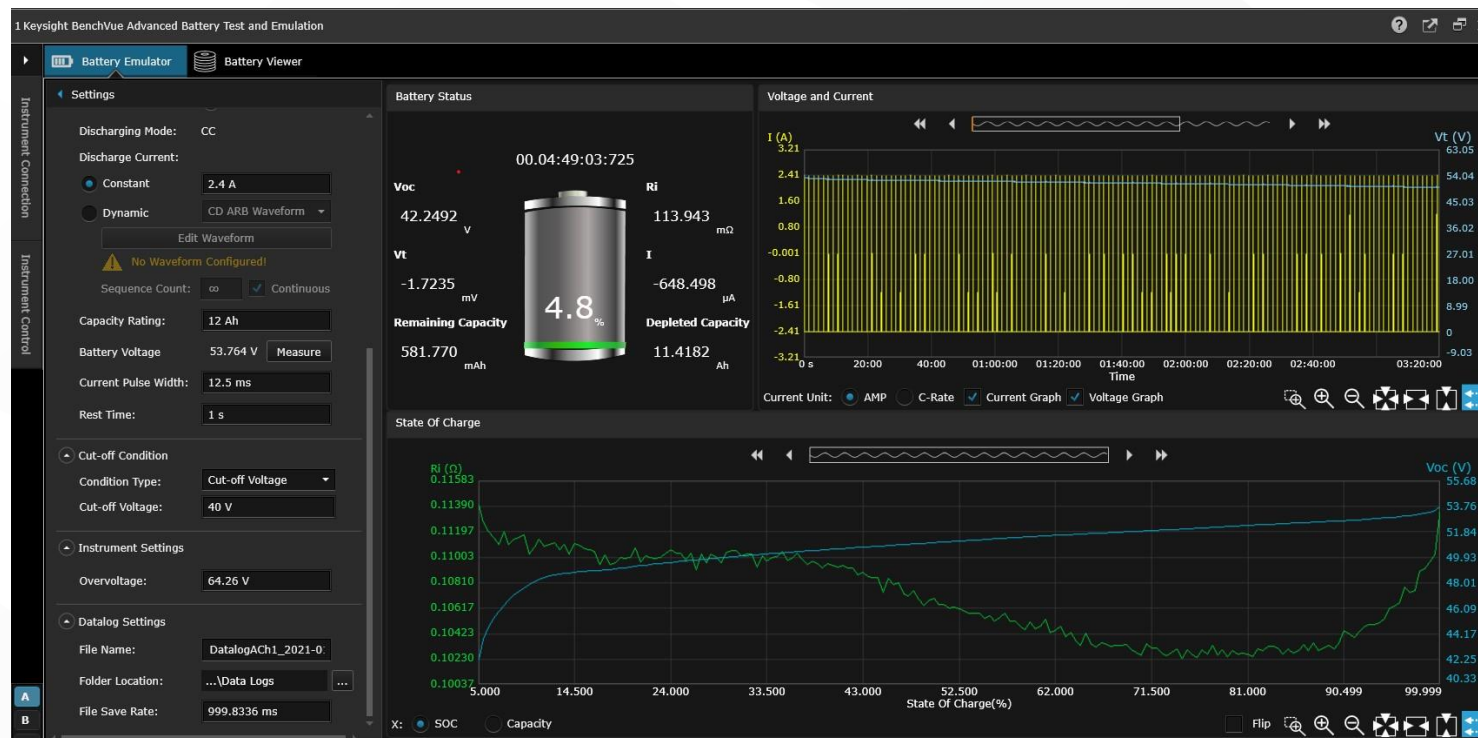 1 Keysight BenchVue Advanced Battery Test and Emulation
Battery Emulator
Battery Viewer
Instrument Connection
Instrument Control
A
B
Settings
Discharging Mode: CC
Discharge Current:
Constant 2.4 A
Dynamic CD ARB Waveform
Edit Waveform
No Waveform Configured!
Sequence Count: ∞ Continuous
Capacity Rating: 12 Ah
Battery Voltage 53.764 V Measure
Current Pulse Width: 12.5 ms
Rest Time: 1 s
Cut-off Condition
Condition Type: Cut-off Voltage
Cut-off Voltage: 40 V
Instrument Settings
Overvoltage: 64.26 V
Datalog Settings
File Name: DatalogACh1_2021-0
Folder Location: ...\Data Logs ...
File Save Rate: 999.8336 ms
Battery Status
00.04:49:03:725
Voc Ri
42.2492 V 113.943 mΩ
Vt I
-1.7235 mV -648.498 µA
4.8 %
Remaining Capacity Depleted Capacity
581.770 mAh 11.4182 Ah
Voltage and Current
I (A) Vt (V)
3.21 63.05
2.41 54.04
1.60 45.03
0.80 36.02
-0.001 27.01
-0.80 18.00
-1.61 8.99
-2.41 0
-3.21 -9.03
0 s 20:00 40:00 01:00:00 01:20:00 01:40:00 02:00:00 02:20:00 02:40:00 03:20:00
Time
Current Unit: AMP C-Rate Current Graph Voltage Graph
State Of Charge
Ri (Ω) Voc (V)
0.11583 55.68
0.11390 53.76
0.11197 51.84
0.11003 49.93
0.10810 48.01
0.10617 46.09
0.10423 44.17
0.10230 42.25
0.10037 40.33
5.000 14.500 24.000 33.500 43.000 52.500 62.000 71.500 81.000 90.499 99.999
State Of Charge(%)
X: SOC Capacity Flip